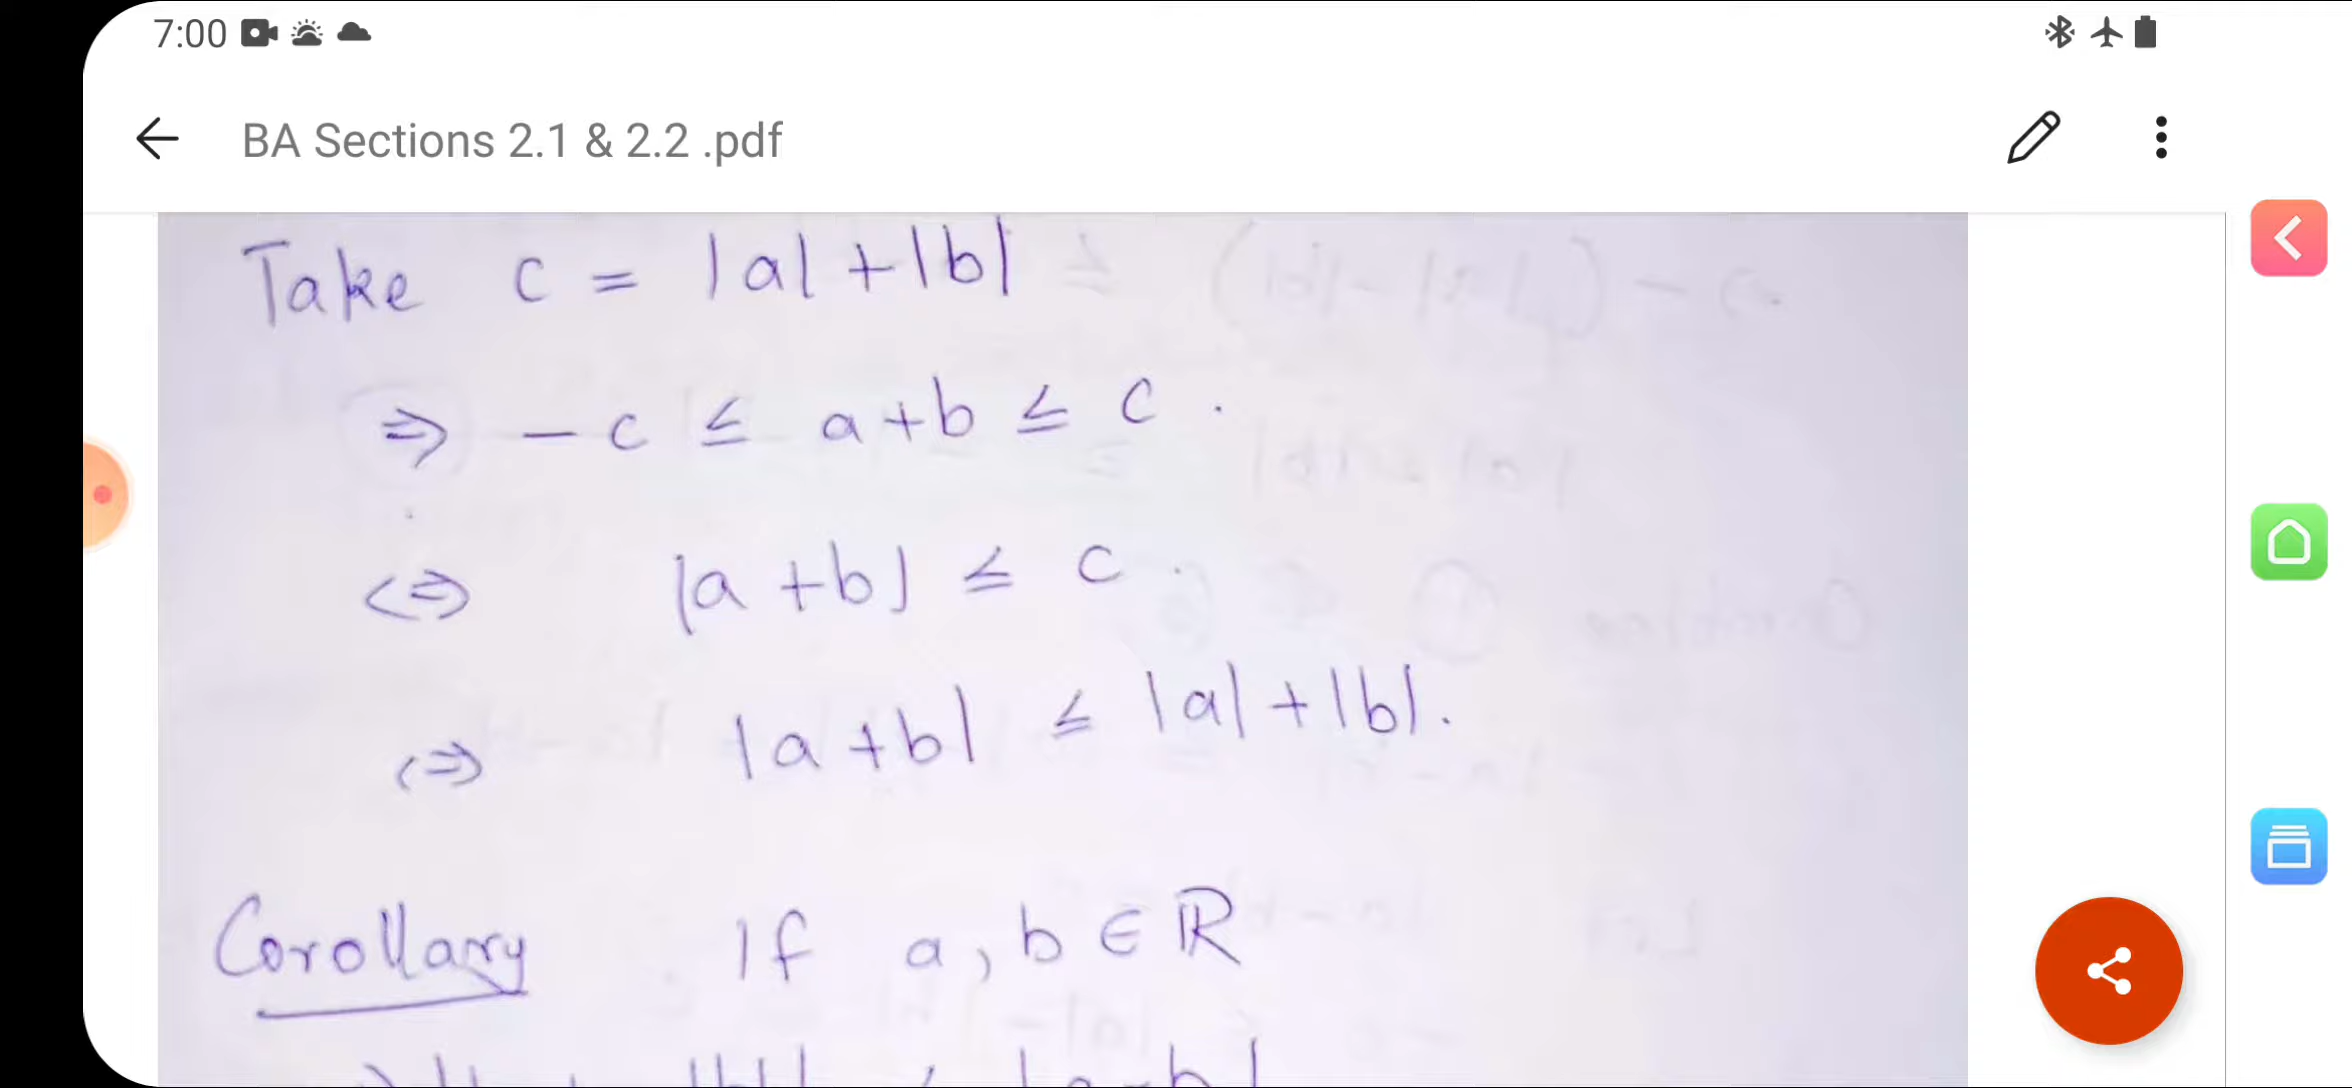 7:00
BA Sections 2.1 & 2.2 .pdf
Take c = |a| + |b|
⇒ - c ≤ a + b ≤ c .
⇔ |a + b| ≤ c .
⇔ |a + b| ≤ |a| + |b|.
Corollary If a, b ∈ ℝ